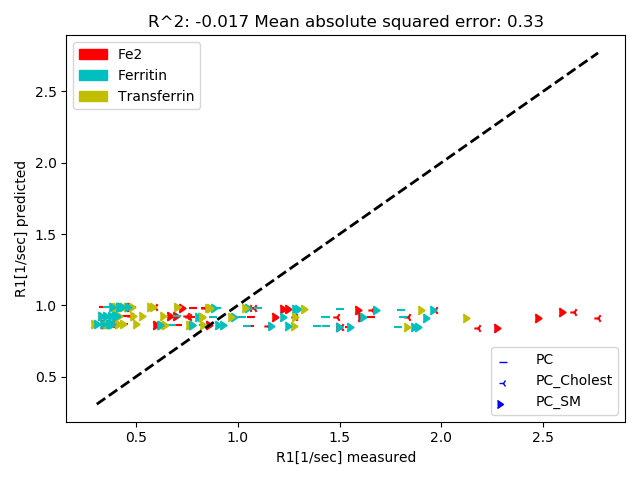 R^2: -0.017 Mean absolute squared error: 0.33
Fe2
Ferritin
Transferrin
R1[1/sec] predicted
2.5
2.0
1.5
1.0
0.5
PC
PC_Cholest
PC_SM
0.5 1.0 1.5 2.0 2.5
R1[1/sec] measured